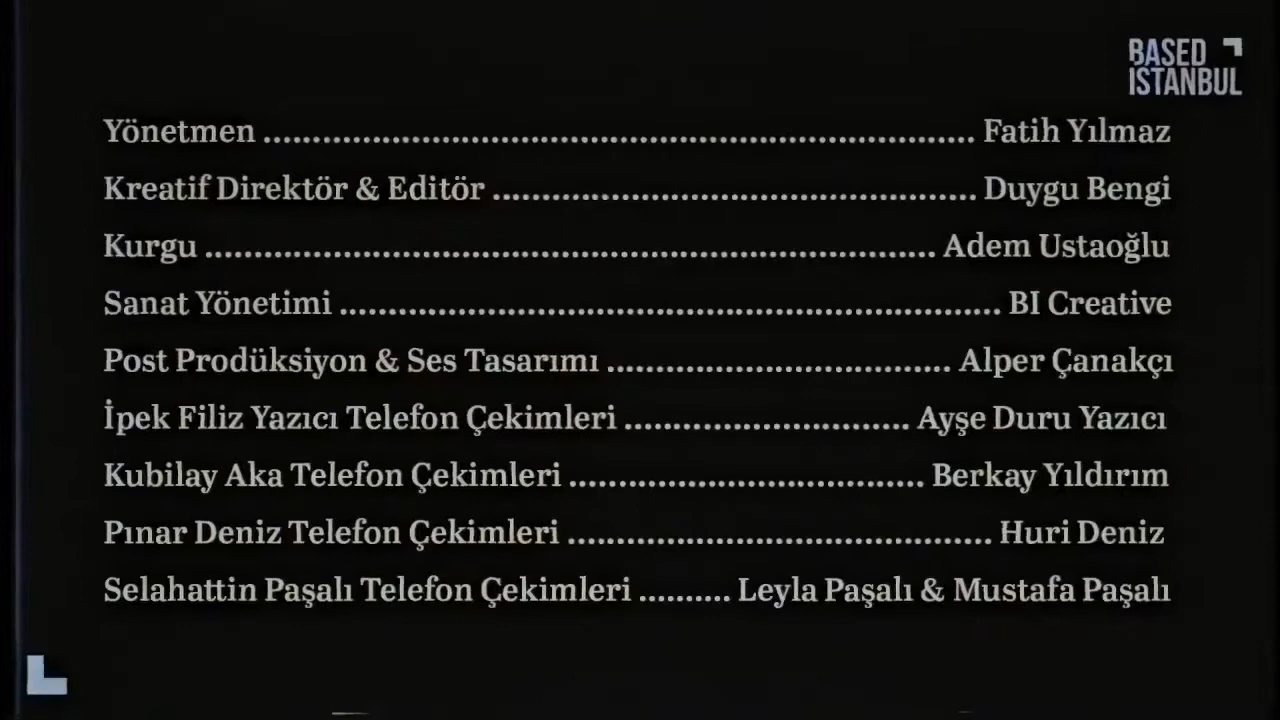 BASED
ISTANBUL
Yönetmen ........................................................................ Fatih Yılmaz
Kreatif Direktör & Editör ................................................. Duygu Bengi
Kurgu .......................................................................... Adem Ustaoğlu
Sanat Yönetimi ................................................................... BI Creative
Post Prodüksiyon & Ses Tasarımı ................................... Alper Çanakçı
İpek Filiz Yazıcı Telefon Çekimleri ............................. Ayşe Duru Yazıcı
Kubilay Aka Telefon Çekimleri .................................... Berkay Yıldırım
Pınar Deniz Telefon Çekimleri ........................................... Huri Deniz
Selahattin Paşalı Telefon Çekimleri .......... Leyla Paşalı & Mustafa Paşalı